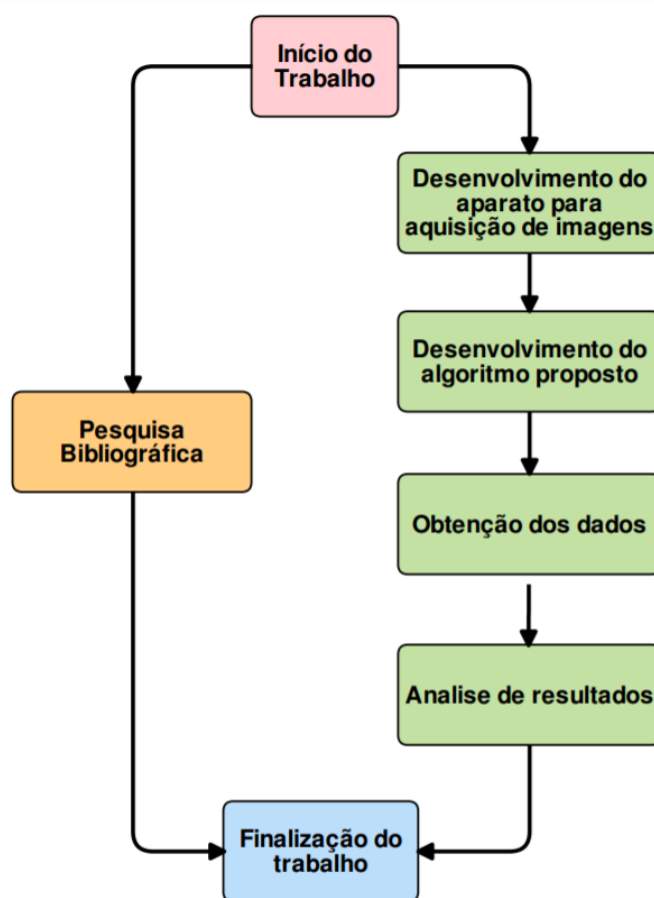 Início do
Trabalho
Desenvolvimento do
aparato para
aquisição de imagens
Desenvolvimento do
algoritmo proposto
Pesquisa
Bibliográfica
Obtenção dos dados
Analise de resultados
Finalização do
trabalho